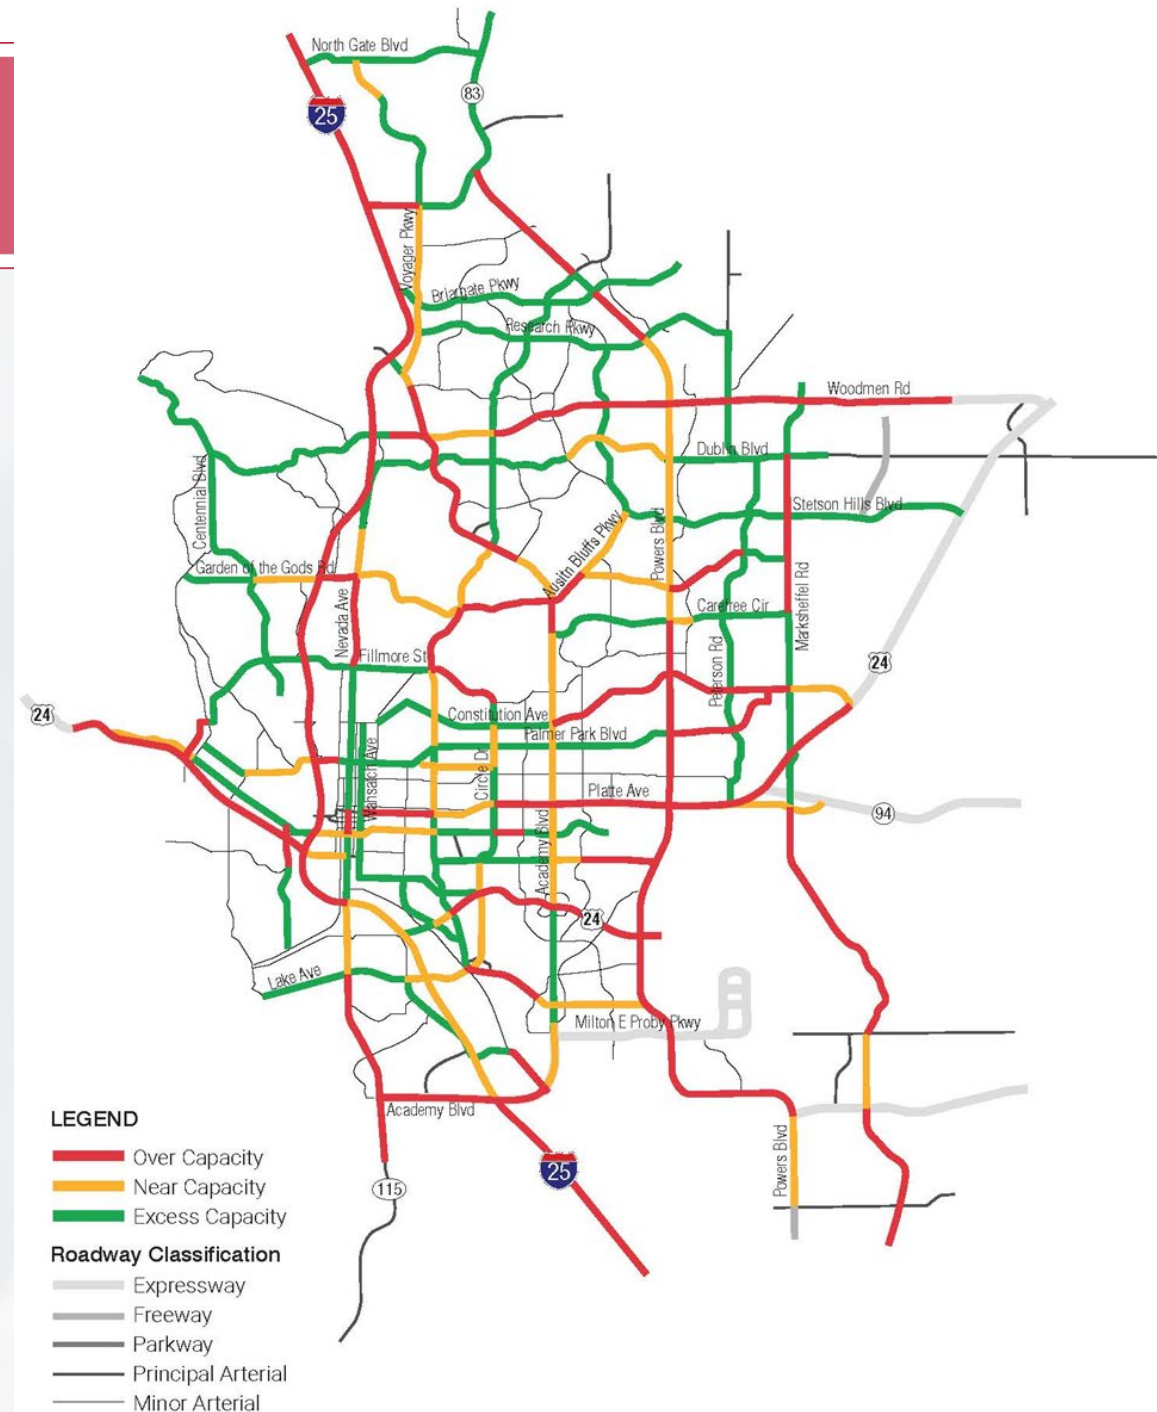 North Gate Blvd
83
25
Voyager Pkwy
Briargate Pkwy
Research Pkwy
Woodmen Rd
Dublin Blvd
Centennial Blvd
Stetson Hills Blvd
Powers Blvd
Ausitn Bluffs Pkwy
Garden of the Gods Rd
Nevada Ave
Carefree Cir
Marksheffel Rd
Peterson Rd
Fillmore St
24
24
Constitution Ave
Palmer Park Blvd
Wahsatch Ave
Circle Dr
Platte Ave
94
Academy Blvd
24
Lake Ave
Milton E Proby Pkwy
Academy Blvd
Powers Blvd
25
115
LEGEND
Over Capacity
Near Capacity
Excess Capacity
Roadway Classification
Expressway
Freeway
Parkway
Principal Arterial
Minor Arterial